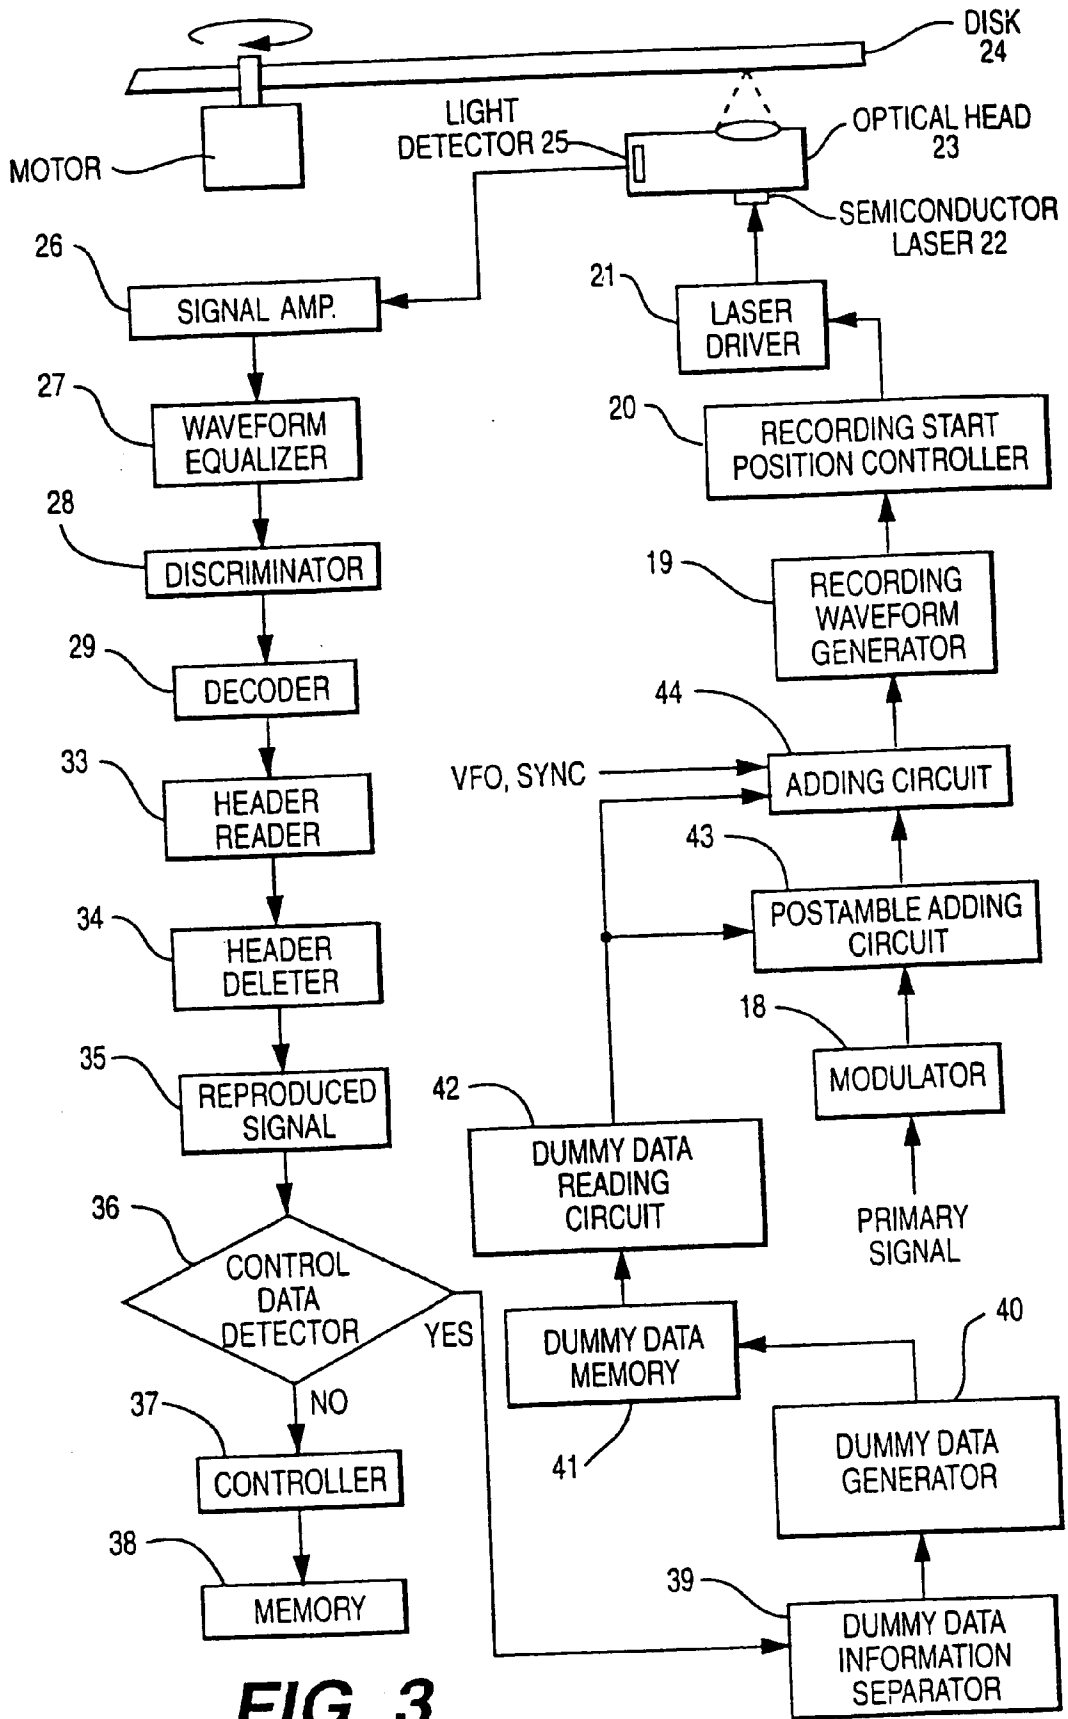 DISK
24
LIGHT
DETECTOR 25
OPTICAL HEAD
23
MOTOR
SEMICONDUCTOR
LASER 22
26
SIGNAL AMP.
21
LASER
DRIVER
27
WAVEFORM
EQUALIZER
20
RECORDING START
POSITION CONTROLLER
28
DISCRIMINATOR
19
RECORDING
WAVEFORM
GENERATOR
29
DECODER
44
VFO, SYNC
ADDING CIRCUIT
33
HEADER
READER
43
POSTAMBLE ADDING
CIRCUIT
34
HEADER
DELETER
18
MODULATOR
35
REPRODUCED
SIGNAL
42
DUMMY DATA
READING
CIRCUIT
PRIMARY
SIGNAL
36
CONTROL
DATA
DETECTOR
YES
NO
DUMMY DATA
MEMORY
41
40
DUMMY DATA
GENERATOR
37
CONTROLLER
38
MEMORY
39
DUMMY DATA
INFORMATION
SEPARATOR
FIG. 3